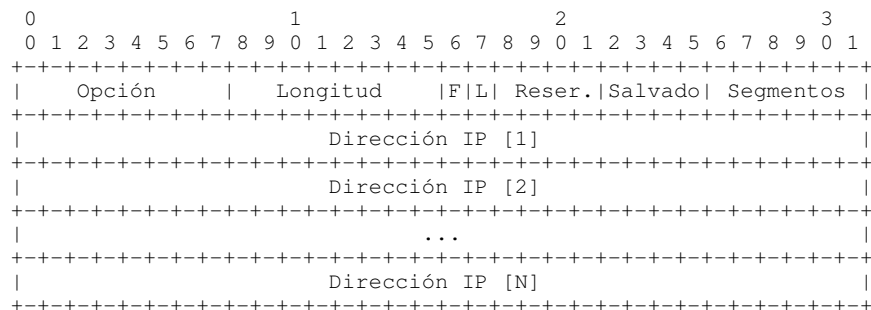 0                   1                   2                   3
0 1 2 3 4 5 6 7 8 9 0 1 2 3 4 5 6 7 8 9 0 1 2 3 4 5 6 7 8 9 0 1
+-+-+-+-+-+-+-+-+-+-+-+-+-+-+-+-+-+-+-+-+-+-+-+-+-+-+-+-+-+-+-+-+
|    Opción     |   Longitud    |F|L| Reser.|Salvado| Segmentos |
+-+-+-+-+-+-+-+-+-+-+-+-+-+-+-+-+-+-+-+-+-+-+-+-+-+-+-+-+-+-+-+-+
|                       Dirección IP [1]                        |
+-+-+-+-+-+-+-+-+-+-+-+-+-+-+-+-+-+-+-+-+-+-+-+-+-+-+-+-+-+-+-+-+
|                       Dirección IP [2]                        |
+-+-+-+-+-+-+-+-+-+-+-+-+-+-+-+-+-+-+-+-+-+-+-+-+-+-+-+-+-+-+-+-+
|                              ...                              |
+-+-+-+-+-+-+-+-+-+-+-+-+-+-+-+-+-+-+-+-+-+-+-+-+-+-+-+-+-+-+-+-+
|                       Dirección IP [N]                        |
+-+-+-+-+-+-+-+-+-+-+-+-+-+-+-+-+-+-+-+-+-+-+-+-+-+-+-+-+-+-+-+-+